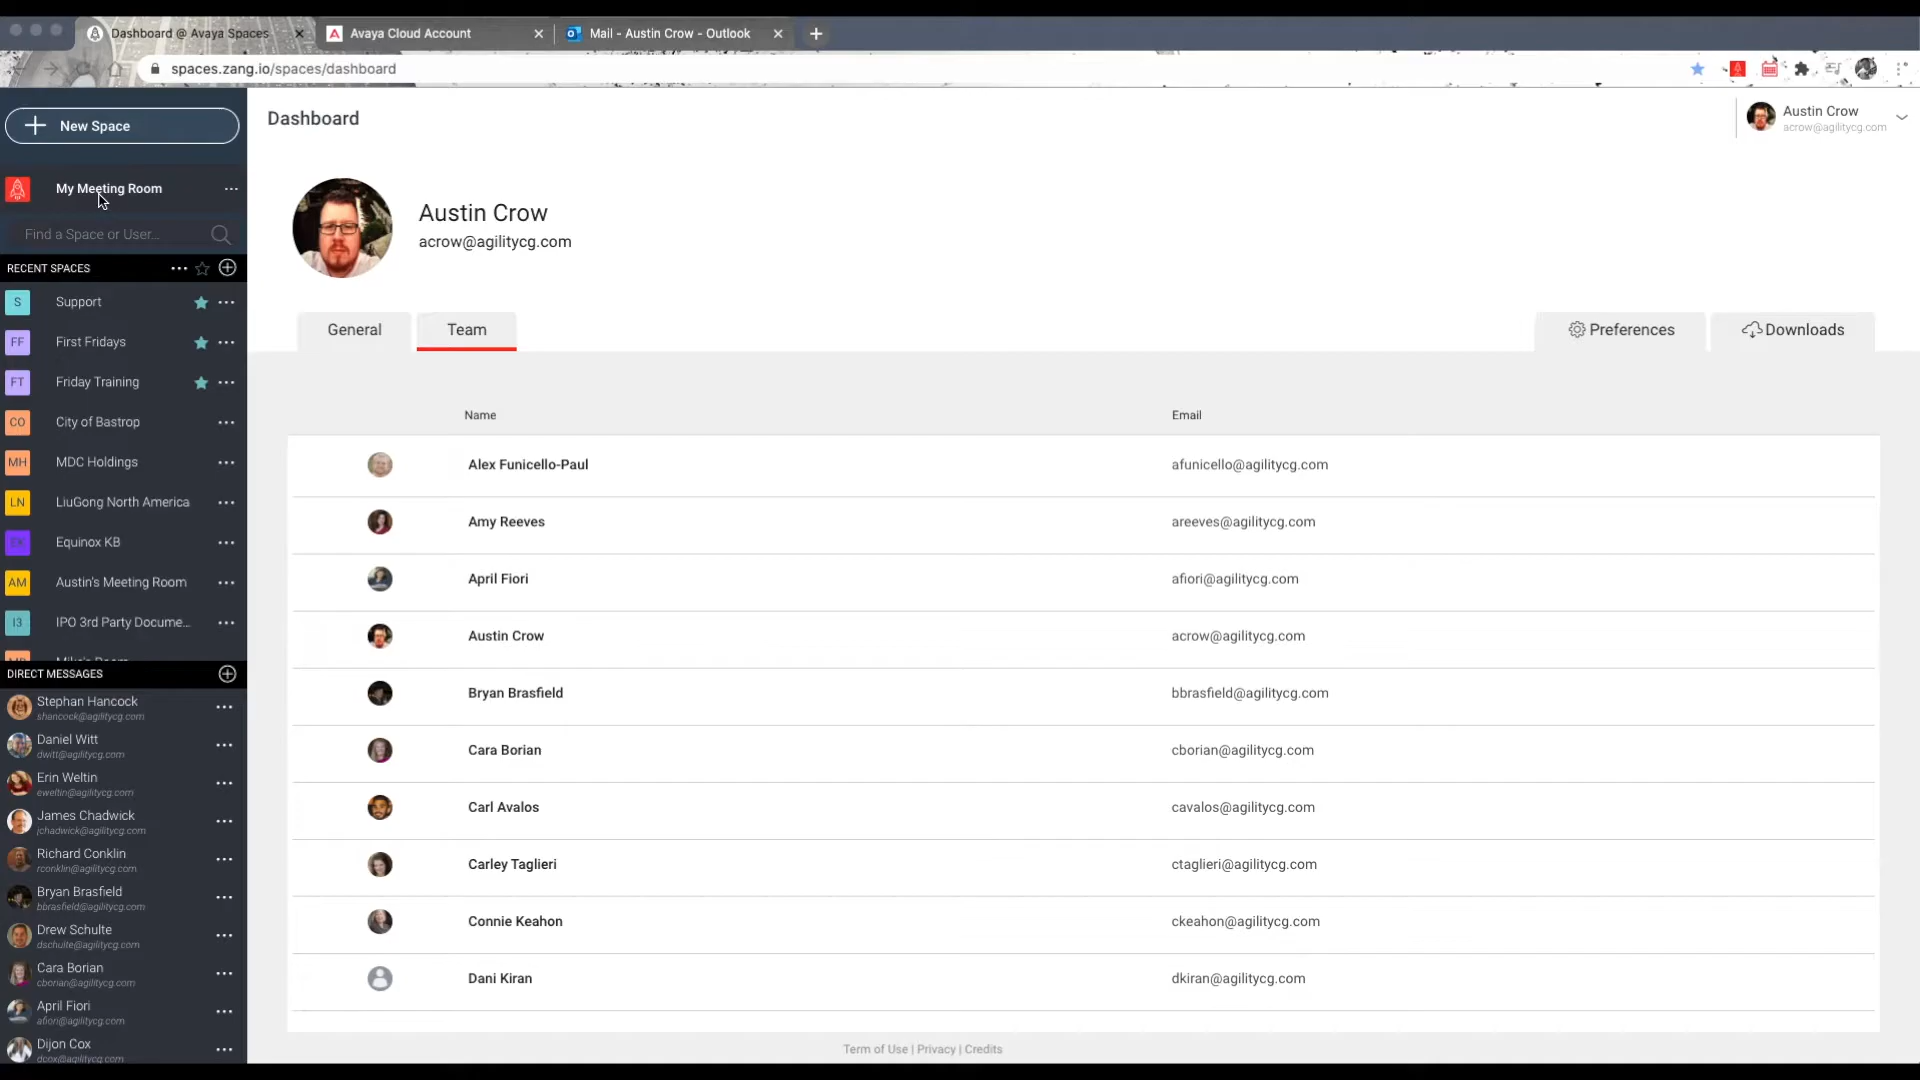 Dashboard @ Avaya Spaces
Avaya Cloud Account
Mail - Austin Crow - Outlook
spaces.zang.io/spaces/dashboard
New Space
My Meeting Room
Find a Space or User...
RECENT SPACES
S Support
FF First Fridays
FT Friday Training
CO City of Bastrop
MH MDC Holdings
LN LiuGong North America
EK Equinox KB
AM Austin's Meeting Room
I3 IPO 3rd Party Docume...
Mike's Room
DIRECT MESSAGES
Stephan Hancock
shancock@agilitycg.com
Daniel Witt
dwitt@agilitycg.com
Erin Weltin
eweltin@agilitycg.com
James Chadwick
jchadwick@agilitycg.com
Richard Conklin
rconklin@agilitycg.com
Bryan Brasfield
bbrasfield@agilitycg.com
Drew Schulte
dschulte@agilitycg.com
Cara Borian
cborian@agilitycg.com
April Fiori
afiori@agilitycg.com
Dijon Cox
dcox@agilitycg.com
Dashboard
Austin Crow
acrow@agilitycg.com
Austin Crow
acrow@agilitycg.com
General Team Preferences Downloads
Name Email
Alex Funicello-Paul afunicello@agilitycg.com
Amy Reeves areeves@agilitycg.com
April Fiori afiori@agilitycg.com
Austin Crow acrow@agilitycg.com
Bryan Brasfield bbrasfield@agilitycg.com
Cara Borian cborian@agilitycg.com
Carl Avalos cavalos@agilitycg.com
Carley Taglieri ctaglieri@agilitycg.com
Connie Keahon ckeahon@agilitycg.com
Dani Kiran dkiran@agilitycg.com
Term of Use | Privacy | Credits